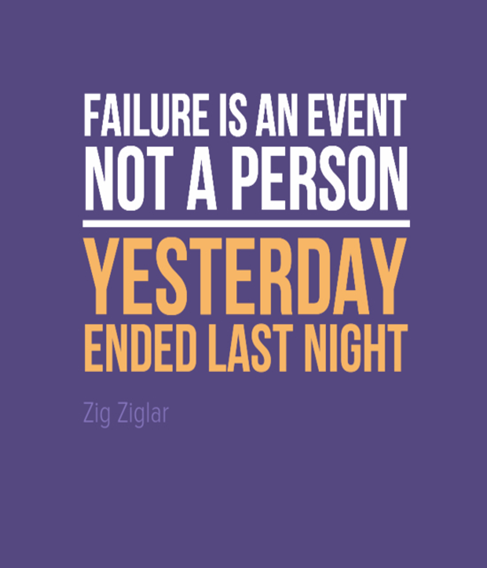 FAILURE IS AN EVENT
NOT A PERSON
YESTERDAY
ENDED LAST NIGHT
Zig Ziglar